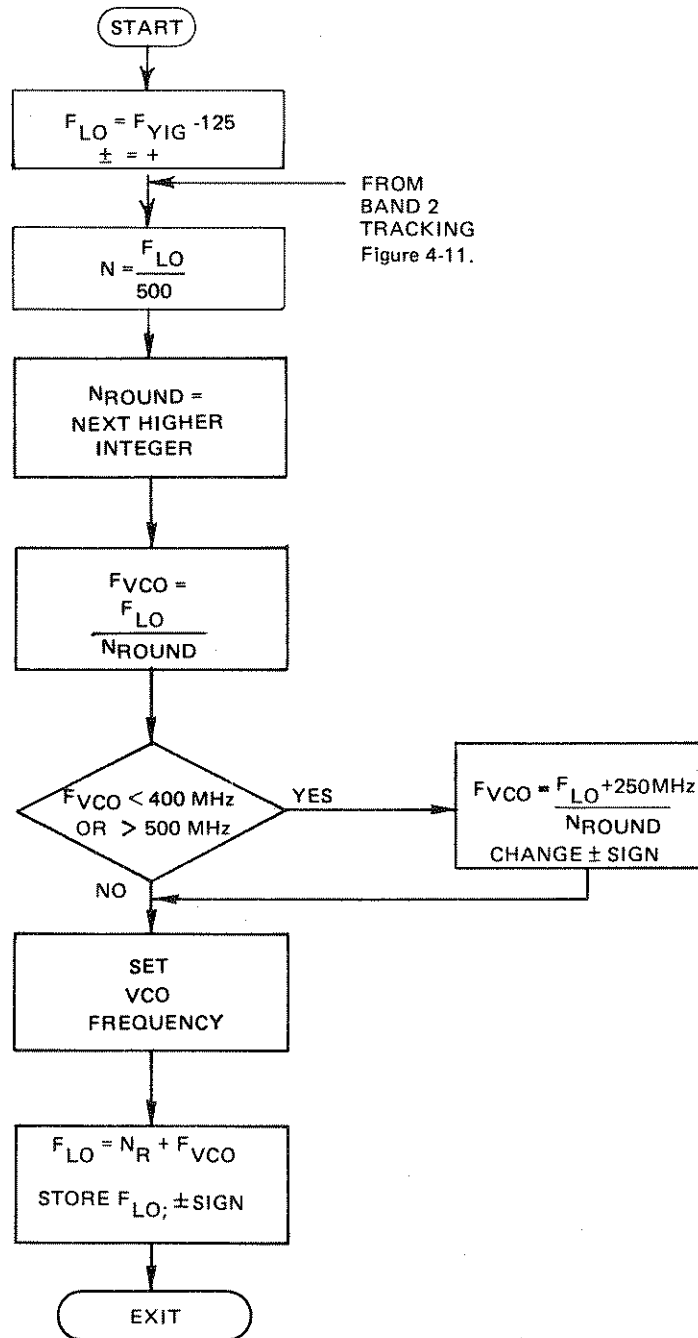 START
F_LO = F_YIG -125
± = +
FROM
BAND 2
TRACKING
Figure 4-11.
N = F_LO
500
N_ROUND =
NEXT HIGHER
INTEGER
F_VCO =
F_LO
N_ROUND
F_VCO < 400 MHz
OR > 500 MHz
YES
F_VCO = F_LO +250MHz
N_ROUND
CHANGE ± SIGN
NO
SET
VCO
FREQUENCY
F_LO = N_R + F_VCO
STORE F_LO; ± SIGN
EXIT